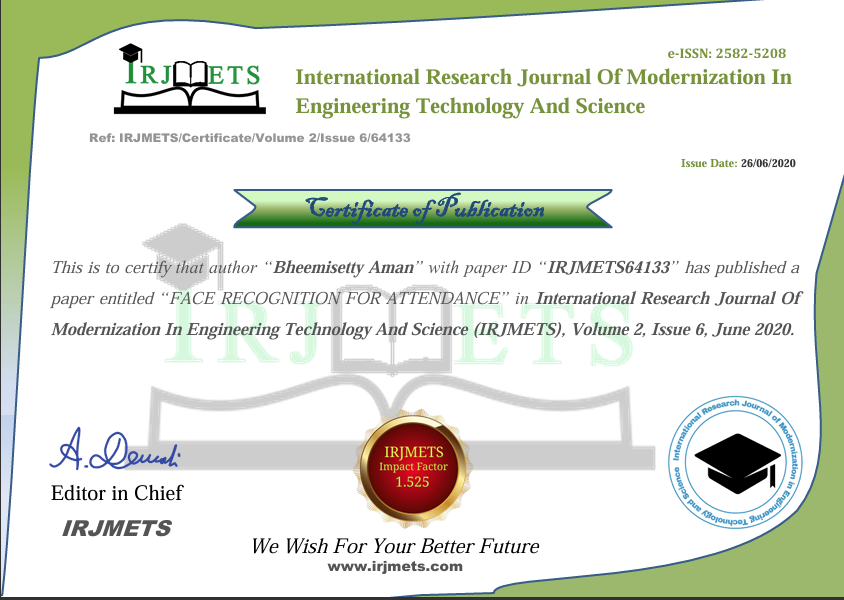 IRJMETS
e-ISSN: 2582-5208
International Research Journal Of Modernization In
Engineering Technology And Science
Ref: IRJMETS/Certificate/Volume 2/Issue 6/64133
Issue Date: 26/06/2020
Certificate of Publication
This is to certify that author “Bheemisetty Aman” with paper ID “IRJMETS64133” has published a
paper entitled “FACE RECOGNITION FOR ATTENDANCE” in International Research Journal Of
Modernization In Engineering Technology And Science (IRJMETS), Volume 2, Issue 6, June 2020.
IRJMETS
Editor in Chief
IRJMETS
IRJMETS
Impact Factor
1.525
International Research Journal of Modernization in Engineering Technology and Science
We Wish For Your Better Future
www.irjmets.com